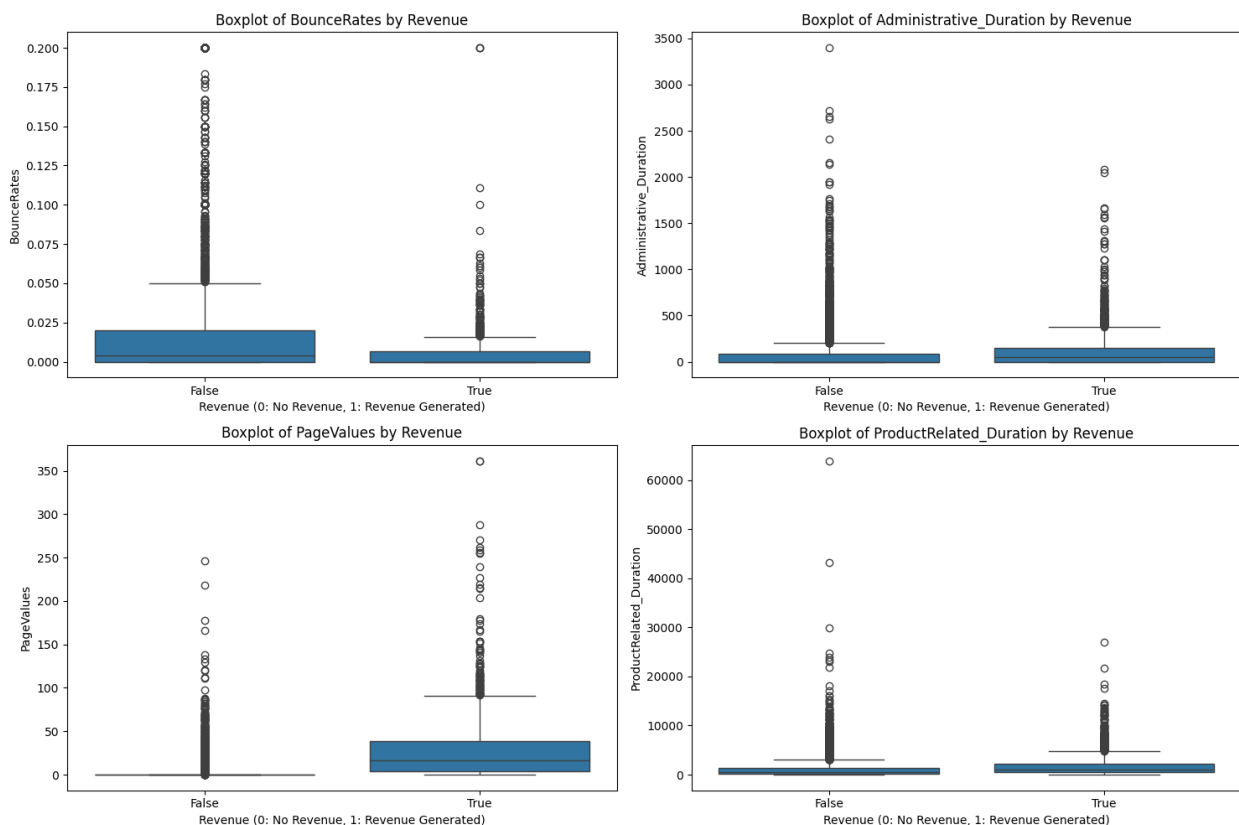 Boxplot of BounceRates by Revenue
0.200
0.175
0.150
0.125
0.100
0.075
0.050
0.025
0.000
BounceRates
False True
Revenue (0: No Revenue, 1: Revenue Generated)
Boxplot of Administrative_Duration by Revenue
3500
3000
2500
2000
1500
1000
500
0
Administrative_Duration
False True
Revenue (0: No Revenue, 1: Revenue Generated)
Boxplot of PageValues by Revenue
350
300
250
200
150
100
50
0
PageValues
False True
Revenue (0: No Revenue, 1: Revenue Generated)
Boxplot of ProductRelated_Duration by Revenue
60000
50000
40000
30000
20000
10000
0
ProductRelated_Duration
False True
Revenue (0: No Revenue, 1: Revenue Generated)